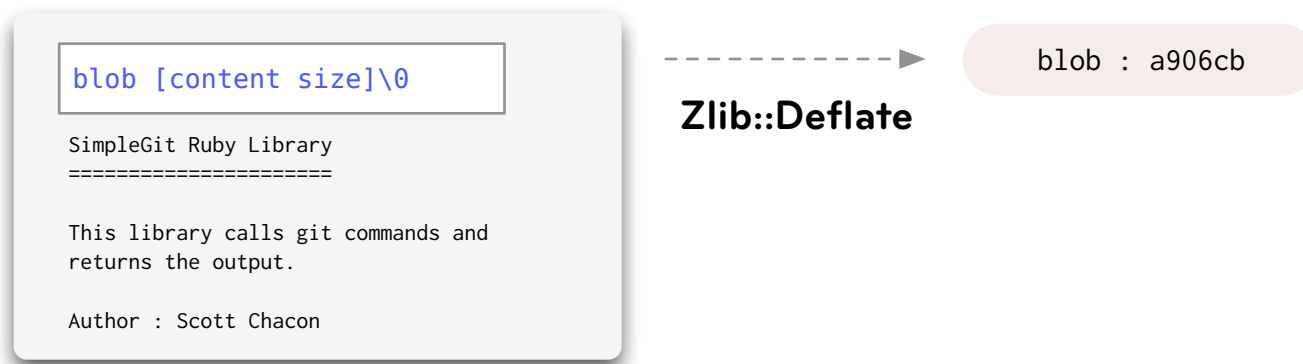 blob [content size]\0
SimpleGit Ruby Library
======================
This library calls git commands and
returns the output.
Author : Scott Chacon
Zlib::Deflate
blob : a906cb